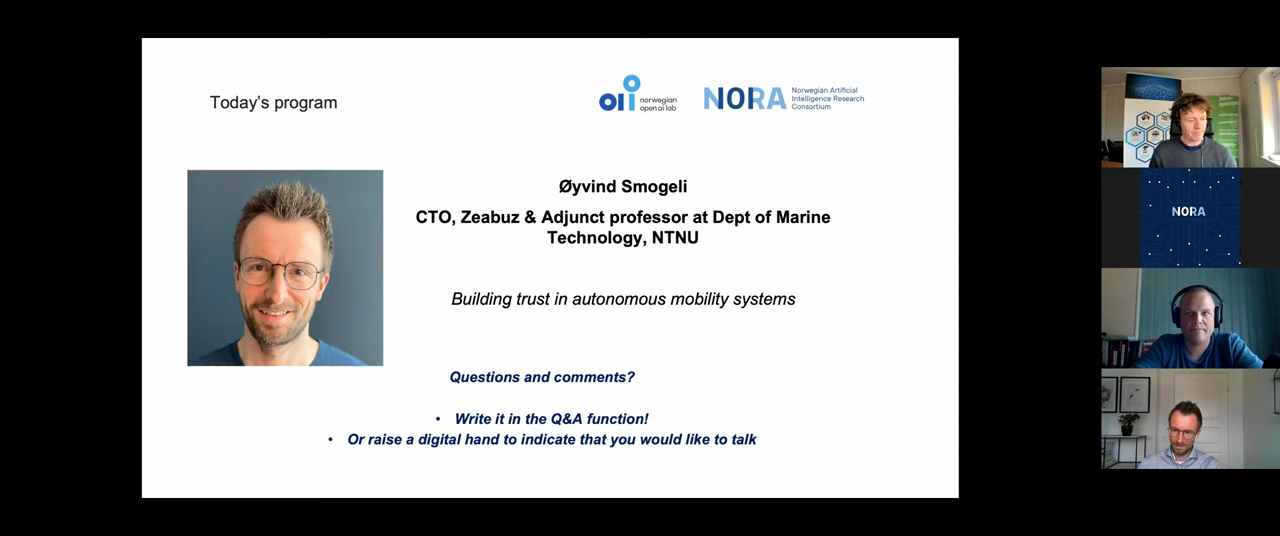 Today's program
norwegian
open ai lab
NORA
Norwegian Artificial
Intelligence Research
Consortium
Øyvind Smogeli
CTO, Zeabuz & Adjunct professor at Dept of Marine
Technology, NTNU
Building trust in autonomous mobility systems
Questions and comments?
• Write it in the Q&A function!
• Or raise a digital hand to indicate that you would like to talk
NORA